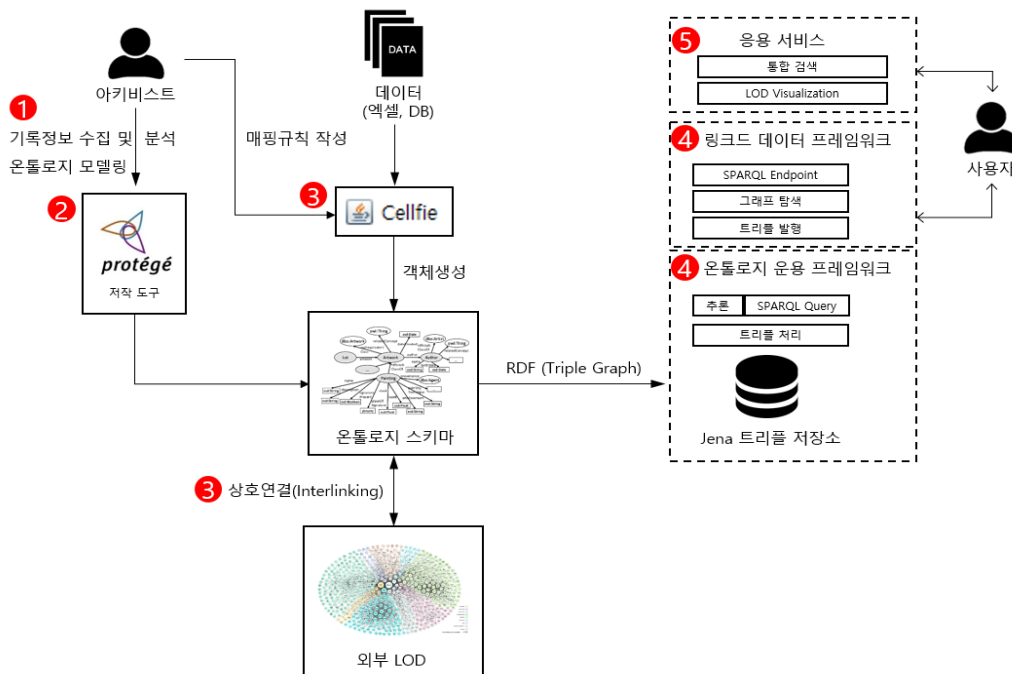 아키비스트
1
기록정보 수집 및 분석
온톨로지 모델링
2
protégé
저작 도구
DATA
데이터
(엑셀, DB)
매핑규칙 작성
3
Cellfie
객체생성
온톨로지 스키마
RDF (Triple Graph)
3 상호연결(Interlinking)
외부 LOD
5 응용 서비스
통합 검색
LOD Visualization
4 링크드 데이터 프레임워크
SPARQL Endpoint
그래프 탐색
트리플 발행
사용자
4 온톨로지 운용 프레임워크
추론 SPARQL Query
트리플 처리
Jena 트리플 저장소